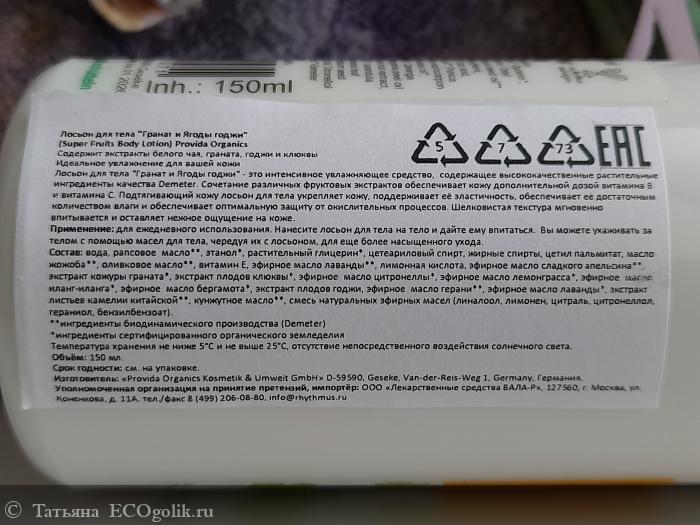 Geseke
Inh.: 150ml
Лосьон для тела "Гранат и Ягоды годжи"
(Super Fruits Body Lotion) Provida Organics
Содержит экстракты белого чая, граната, годжи и клюквы
Идеальное увлажнение для вашей кожи
5 7 73 EAC
Лосьон для тела "Гранат и Ягоды годжи" - это интенсивное увлажняющее средство, содержащее высококачественные растительные
ингредиенты качества Demeter. Сочетание различных фруктовых экстрактов обеспечивает кожу дополнительной дозой витамина В
и витамина С. Подтягивающий кожу лосьон для тела укрепляет кожу, поддерживает её эластичность, обеспечивает её достаточным
количеством влаги и обеспечивает оптимальную защиту от окислительных процессов. Шелковистая текстура мгновенно
впитывается и оставляет нежное ощущение на коже.
Применение: для ежедневного использования. Нанесите лосьон для тела на тело и дайте ему впитаться. Вы можете ухаживать за
телом с помощью масел для тела, чередуя их с лосьоном, для еще более насыщенного ухода.
Состав: вода, рапсовое масло**, этанол*, растительный глицерин*, цетеариловый спирт, жирные спирты, цетил пальмитат, масло
жожоба**, оливковое масло**, витамин Е, эфирное масло лаванды**, лимонная кислота, эфирное масло сладкого апельсина**,
экстракт кожуры граната*, экстракт плодов клюквы*, эфирное масло цитронеллы*, эфирное масло лемонграсса*, эфирное масло
иланг-иланга*, эфирное масло бергамота*, экстракт плодов годжи, эфирное масло герани**, эфирное масло лаванды*, экстракт
листьев камелии китайской**, кунжутное масло**, смесь натуральных эфирных масел (линалоол, лимонен, цитраль, цитронеллол,
гераниол, бензилбензоат).
**ингредиенты биодинамического производства (Demeter)
*ингредиенты сертифицированного органического земледелия
Температура хранения не ниже 5°С и не выше 25°С, отсутствие непосредственного воздействия солнечного света.
Объём: 150 мл.
Срок годности: см. на упаковке.
Изготовитель: «Provida Organics Kosmetik & Umweit GmbH» D-59590, Geseke, Van-der-Reis-Weg 1, Germany, Германия.
Уполномоченная организация на принятие претензий, импортёр: ООО «Лекарственные средства ВАЛА-Р», 127560, г. Москва, ул.
Коненкова, д. 11А, тел./факс 8 (499) 206-08-80, info@rhythmus.ru
© Татьяна ECOgolik.ru